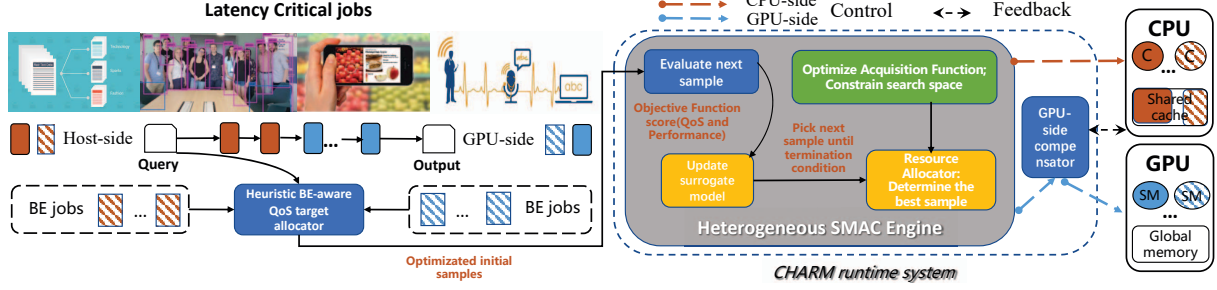 Latency Critical jobs
Host-side
Query
Output
GPU-side
BE jobs
Heuristic BE-aware
QoS target
allocator
BE jobs
Optimizated initial
samples
CPU-side
GPU-side
Control
Feedback
Evaluate next
sample
Optimize Acquisition Function;
Constrain search space
Objective Function
score(QoS and
Performance)
Pick next
sample until
termination
condition
Update
surrogate
model
Resource
Allocator:
Determine the
best sample
Heterogeneous SMAC Engine
CHARM runtime system
GPU-
side
compe
nsator
CPU
C
...
C
Shared
cache
GPU
SM
SM
...
Global
memory
abc
abc